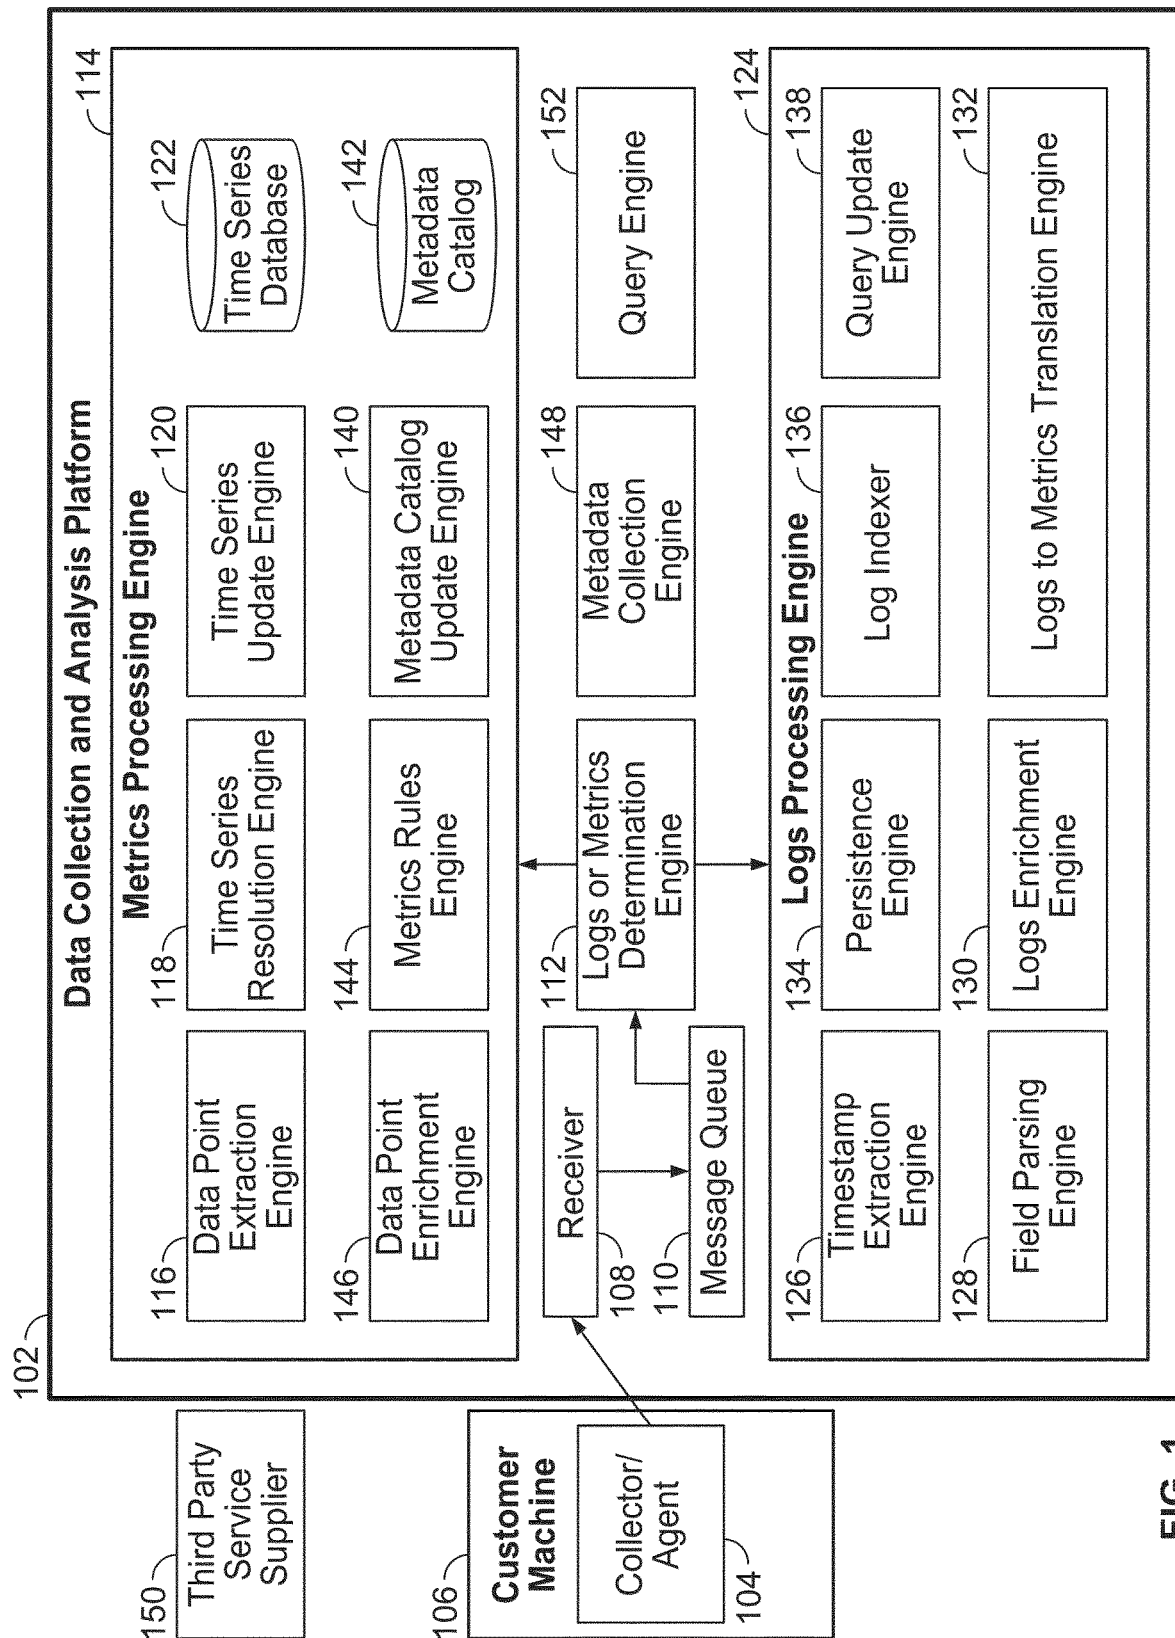 102
Data Collection and Analysis Platform
114
Metrics Processing Engine
116
Data Point
Extraction
Engine
118
Time Series
Resolution Engine
120
Time Series
Update Engine
122
Time Series
Database
146
Data Point
Enrichment
Engine
144
Metrics Rules
Engine
140
Metadata Catalog
Update Engine
142
Metadata
Catalog
150
Third Party
Service
Supplier
106
Customer
Machine
Collector/
Agent
104
Receiver
108
110
Message Queue
112
Logs or Metrics
Determination
Engine
148
Metadata
Collection
Engine
152
Query Engine
124
Logs Processing Engine
126
Timestamp
Extraction
Engine
134
Persistence
Engine
136
Log Indexer
138
Query Update
Engine
128
Field Parsing
Engine
130
Logs Enrichment
Engine
132
Logs to Metrics Translation Engine
FIG. 1